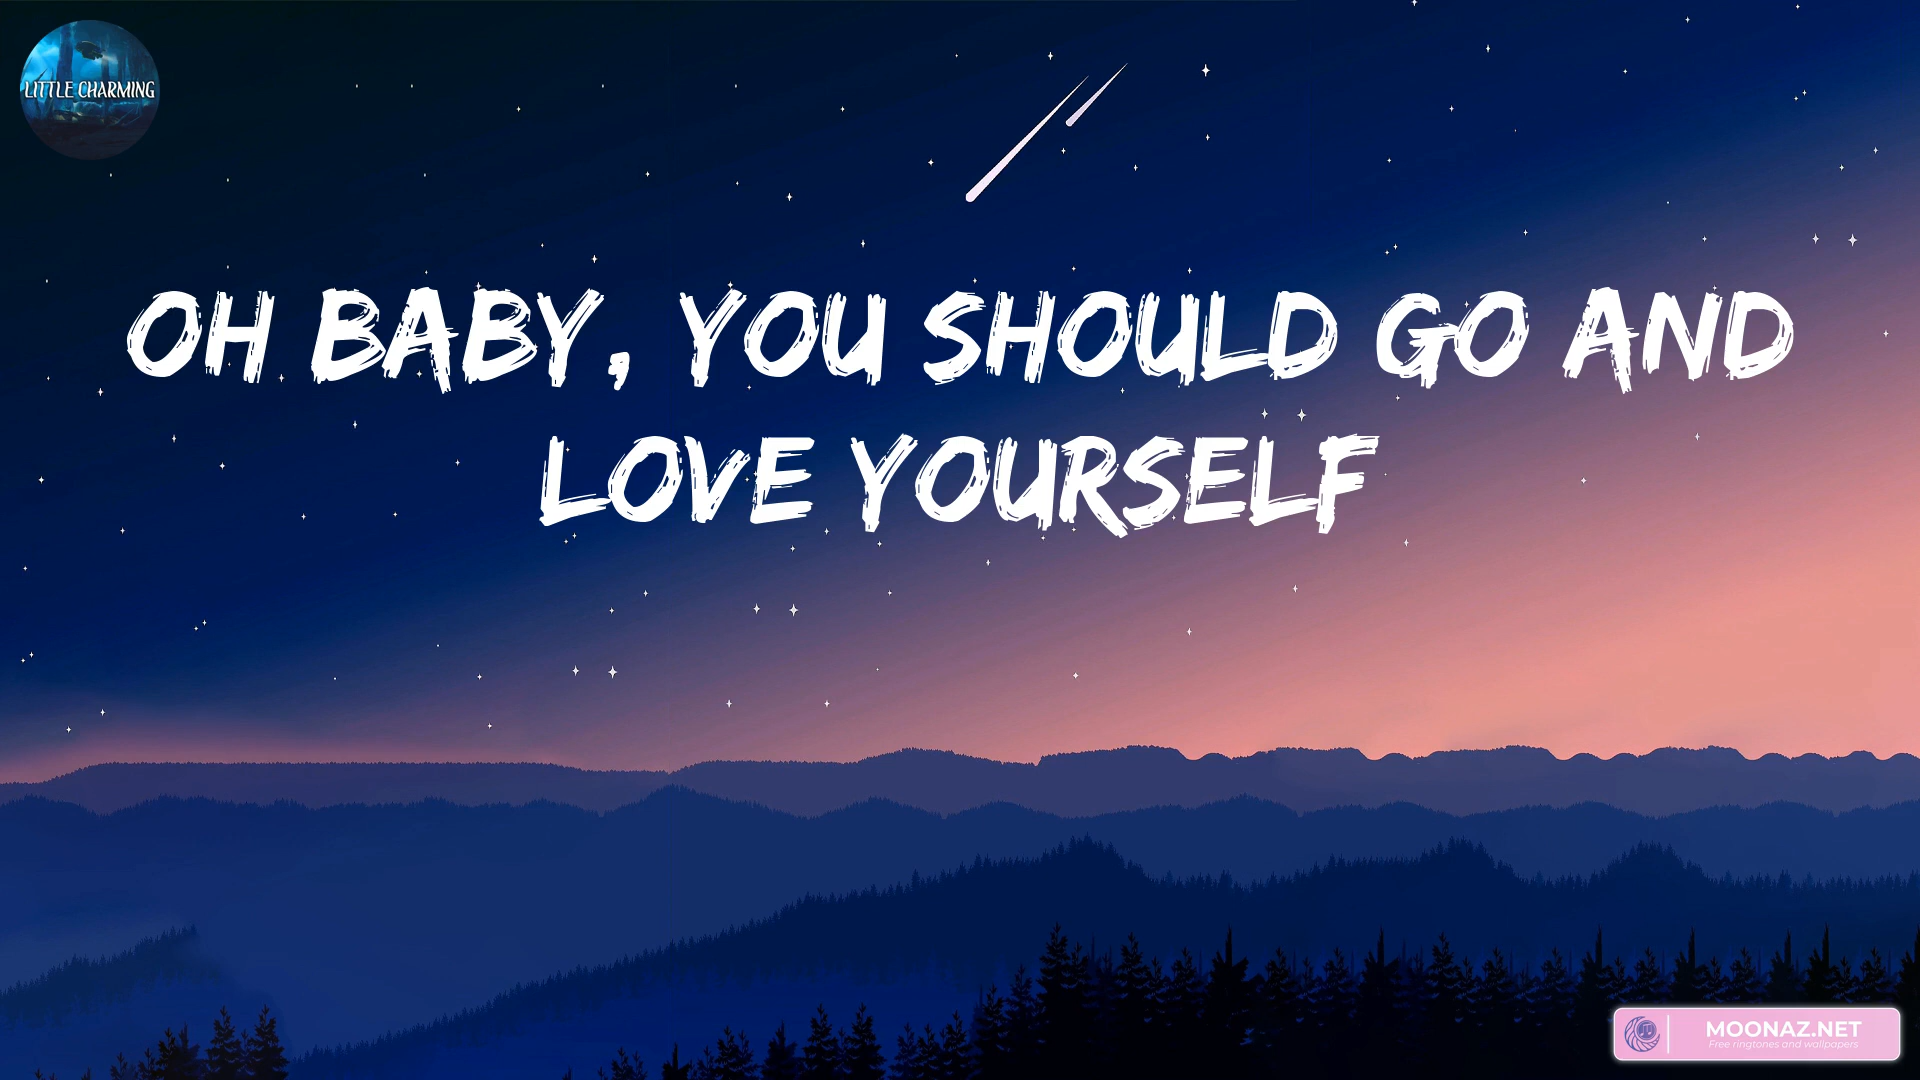 LITTLE CHARMING
OH BABY, YOU SHOULD GO AND
LOVE YOURSELF
MOONAZ.NET
Free ringtones and wallpapers